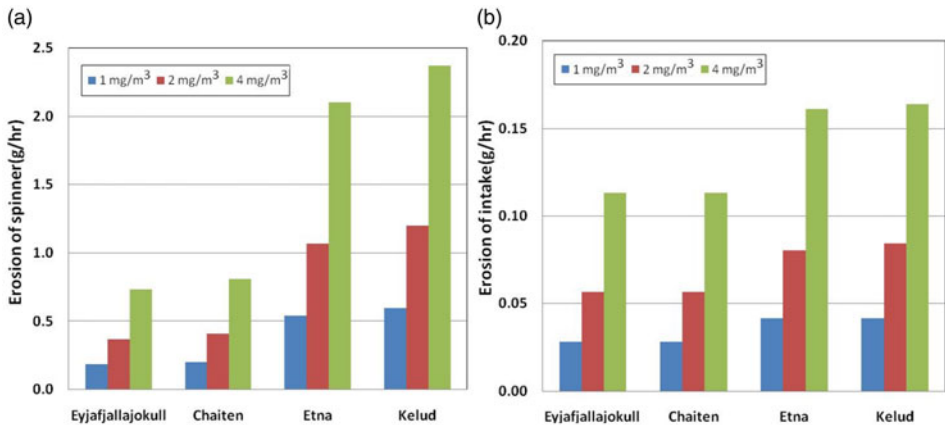 (a)
Erosion of spinner(g/hr)
2.5
2.0
1.5
1.0
0.5
0.0
1 mg/m³ 2 mg/m³ 4 mg/m³
Eyjafjallajokull Chaiten Etna Kelud
(b)
Erosion of intake(g/hr)
0.20
0.15
0.10
0.05
0.00
1 mg/m³ 2 mg/m³ 4 mg/m³
Eyjafjallajokull Chaiten Etna Kelud